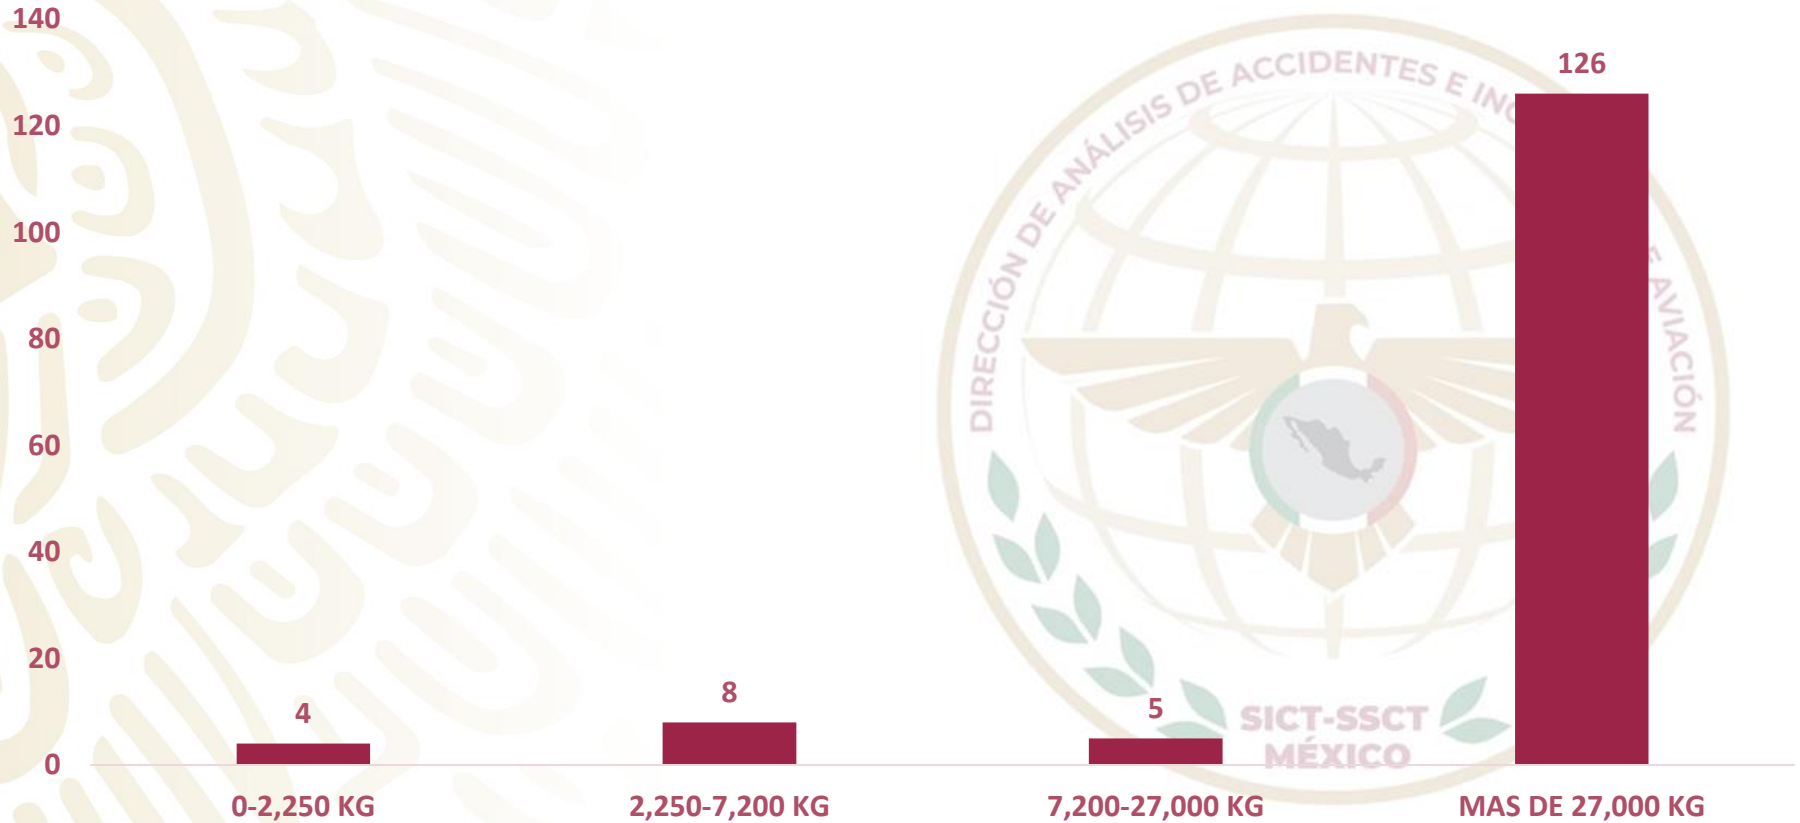 140
120
100
80
60
40
20
0
126
4
8
5
0-2,250 KG
2,250-7,200 KG
7,200-27,000 KG
MAS DE 27,000 KG
DIRECCIÓN DE ANÁLISIS DE ACCIDENTES E
AVIACIÓN
SICT-SSCT
MÉXICO